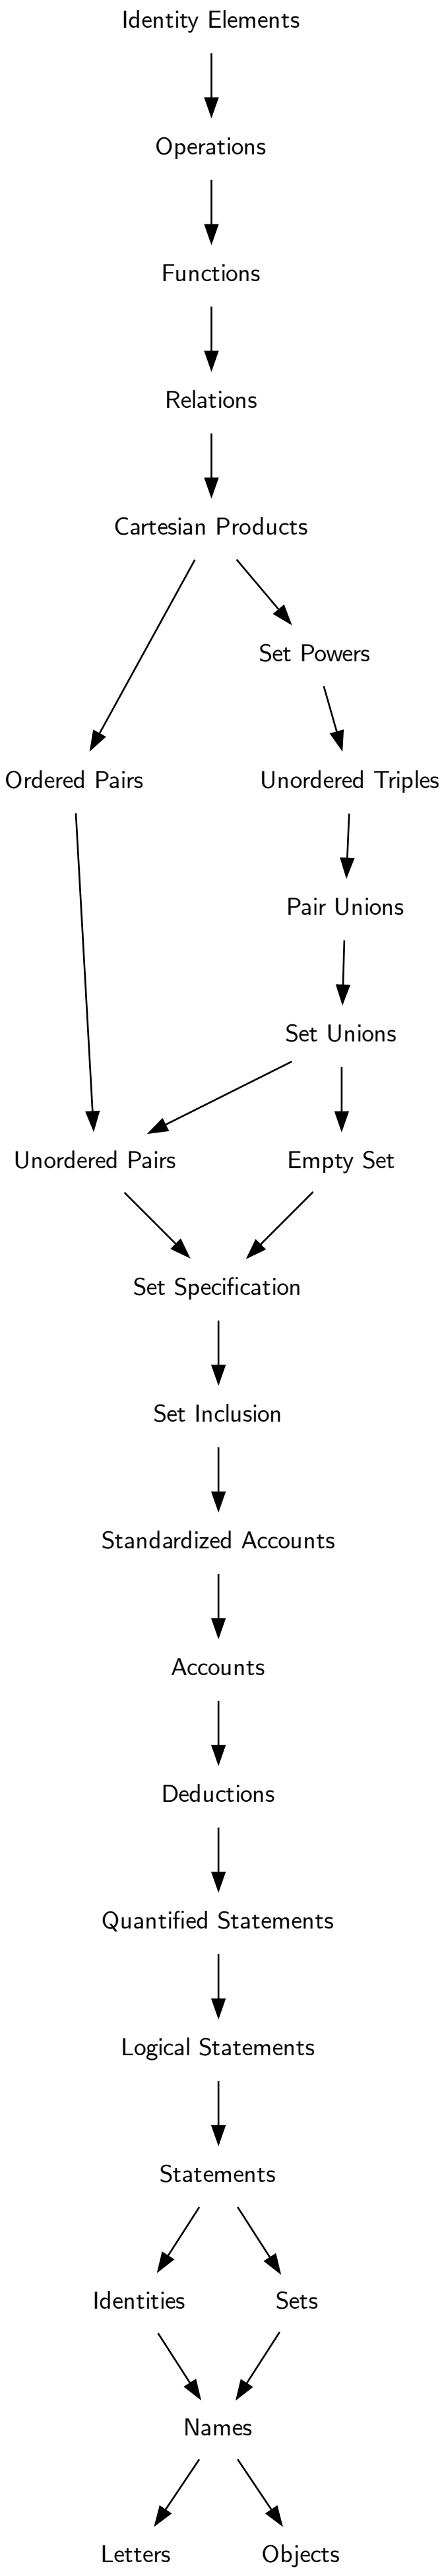 Identity Elements
Operations
Functions
Relations
Cartesian Products
Set Powers
Ordered Pairs
Unordered Triples
Pair Unions
Set Unions
Unordered Pairs
Empty Set
Set Specification
Set Inclusion
Standardized Accounts
Accounts
Deductions
Quantified Statements
Logical Statements
Statements
Identities
Sets
Names
Letters
Objects